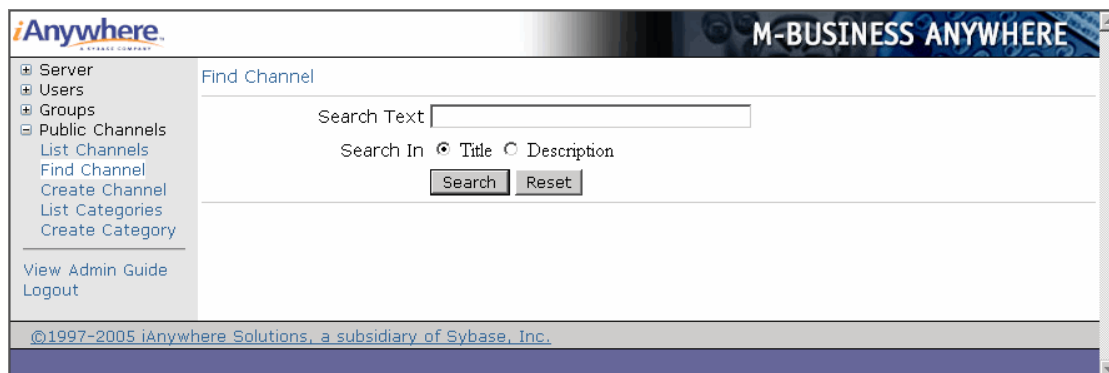 iAnywhere
A SYBASE COMPANY
M-BUSINESS ANYWHERE
Server
Users
Groups
Public Channels
List Channels
Find Channel
Create Channel
List Categories
Create Category
View Admin Guide
Logout
Find Channel
Search Text
Search In Title Description
Search Reset
©1997-2005 iAnywhere Solutions, a subsidiary of Sybase, Inc.